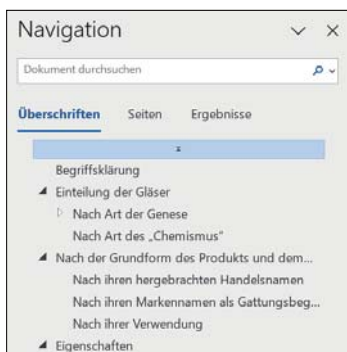 Navigation
Dokument durchsuchen
Überschriften Seiten Ergebnisse
Begriffsklärung
Einteilung der Gläser
Nach Art der Genese
Nach Art des „Chemismus"
Nach der Grundform des Produkts und dem...
Nach ihren hergebrachten Handelsnamen
Nach ihren Markennamen als Gattungsbeg...
Nach ihrer Verwendung
Eigenschaften